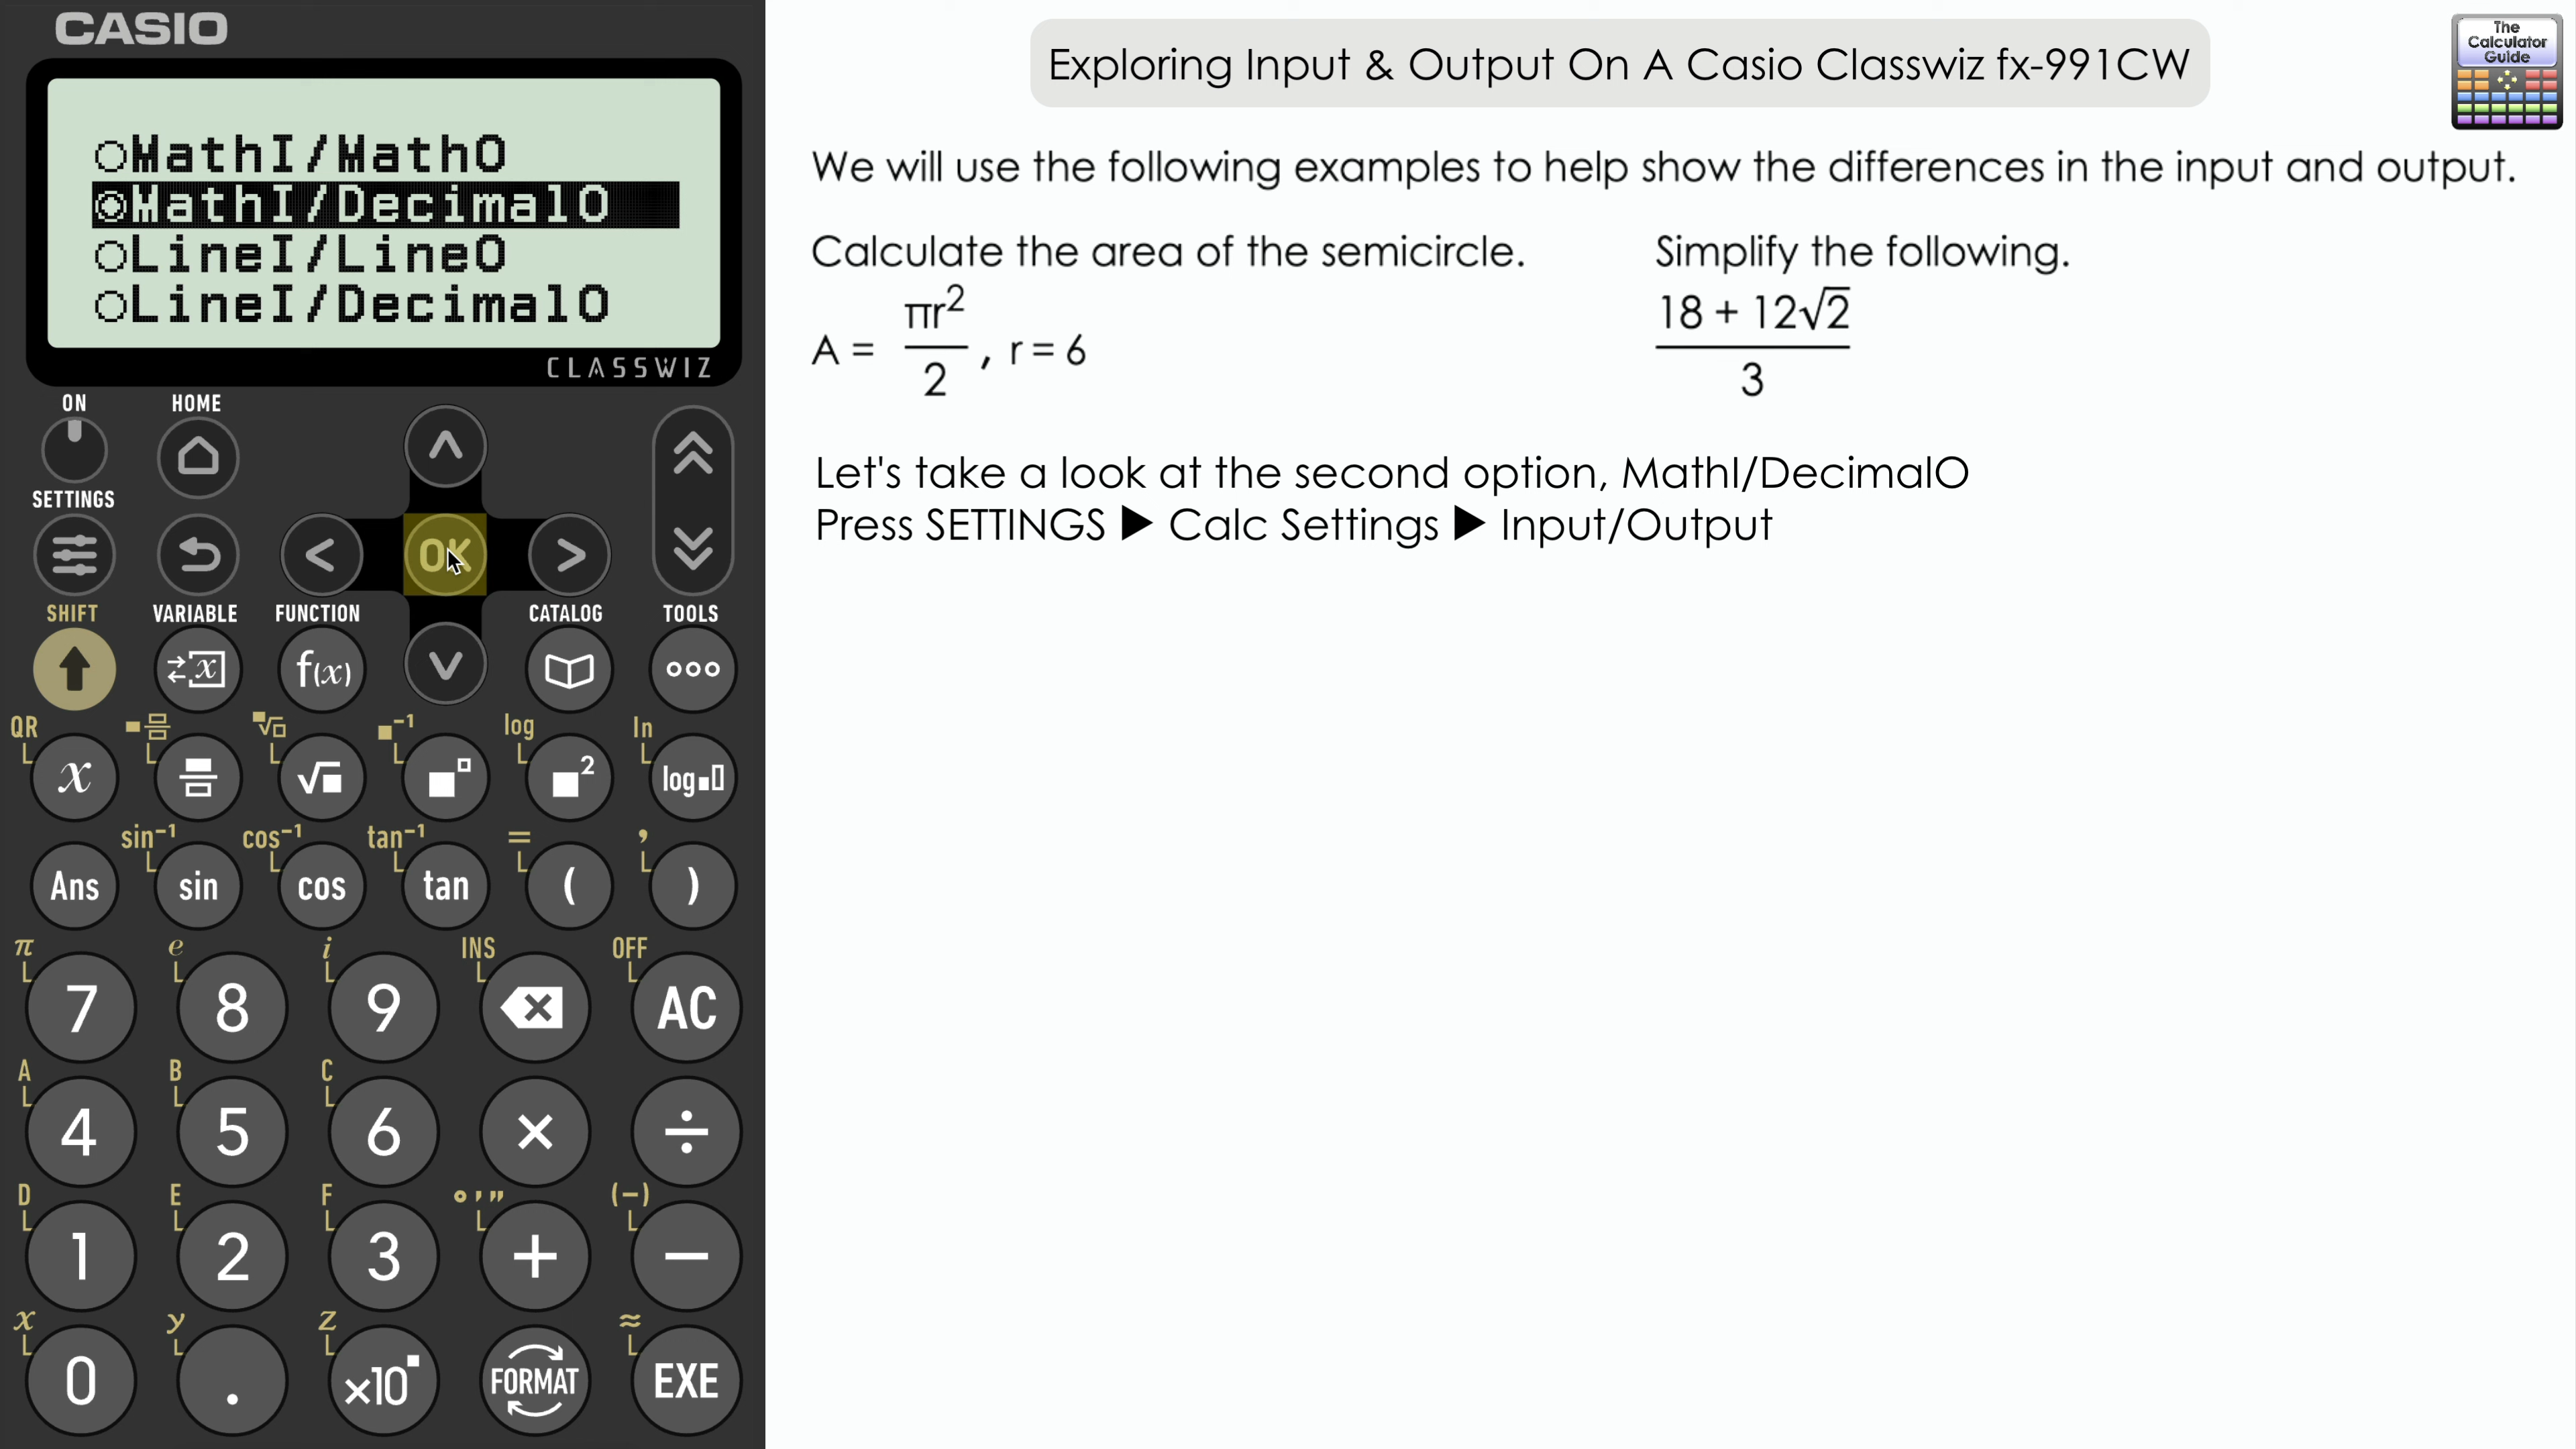 CASIO
MathI/MathO
MathI/DecimalO
LineI/LineO
LineI/DecimalO
CLASSWIZ
ON HOME
SETTINGS
OK
SHIFT VARIABLE FUNCTION CATALOG TOOLS
x f(x)
QR √ -1 log ln
x √ 2 log
sin⁻¹ cos⁻¹ tan⁻¹ = ,
Ans sin cos tan ( )
π e i INS OFF
7 8 9 AC
A B C
4 5 6 × ÷
D E F ° ′ ″ (−)
1 2 3 + −
x y z ≈
0 . ×10 FORMAT EXE
Exploring Input & Output On A Casio Classwiz fx-991CW
The
Calculator
Guide
We will use the following examples to help show the differences in the input and output.
Calculate the area of the semicircle.
A = πr²/2 , r = 6
Simplify the following.
18 + 12√2
3
Let's take a look at the second option, MathI/DecimalO
Press SETTINGS ▶ Calc Settings ▶ Input/Output